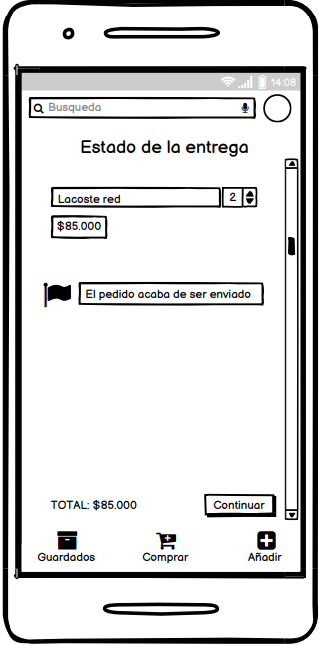 14:08
Busqueda
Estado de la entrega
Lacoste red
2
$85.000
El pedido acaba de ser enviado
TOTAL: $85.000
Continuar
Guardados
Comprar
Añadir